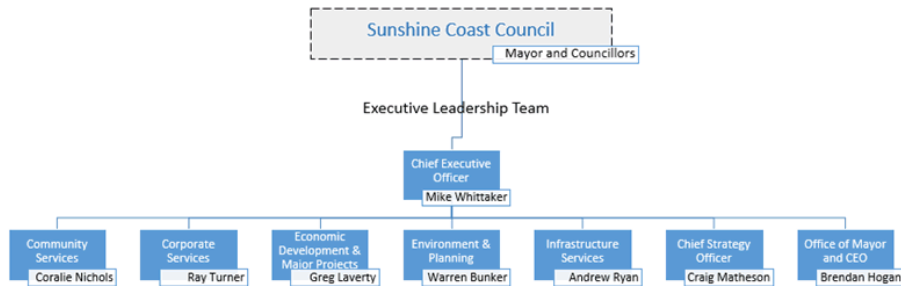 Sunshine Coast Council
Mayor and Councillors
Executive Leadership Team
Chief Executive
Officer
Mike Whittaker
Community
Services
Coralie Nichols
Corporate
Services
Ray Turner
Economic
Development &
Major Projects
Greg Laverty
Environment &
Planning
Warren Bunker
Infrastructure
Services
Andrew Ryan
Chief Strategy
Officer
Craig Matheson
Office of Mayor
and CEO
Brendan Hogan